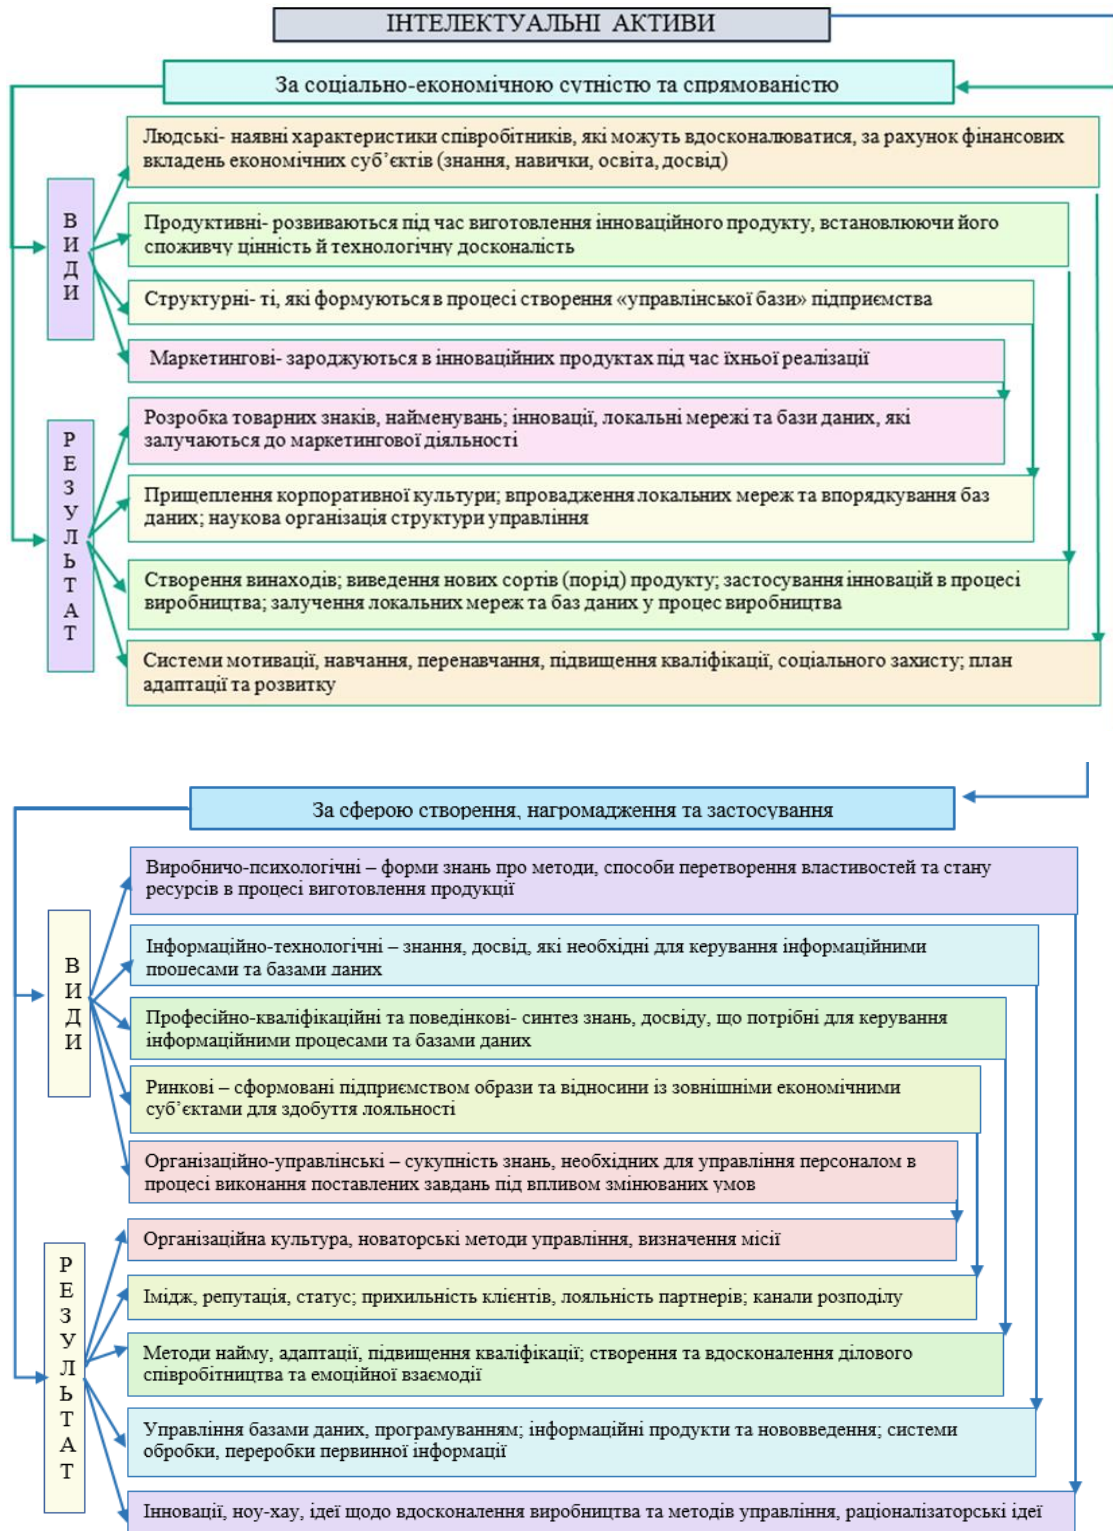 ІНТЕЛЕКТУАЛЬНІ АКТИВИ
За соціально-економічною сутністю та спрямованістю
ВИДИ
Людські- наявні характеристики співробітників, які можуть вдосконалюватися, за рахунок фінансових
вкладень економічних суб’єктів (знання, навички, освіта, досвід)
Продуктивні- розвиваються під час виготовлення інноваційного продукту, встановлюючи його
споживчу цінність й технологічну досконалість
Структурні- ті, які формуються в процесі створення «управлінської бази» підприємства
Маркетингові- зароджуються в інноваційних продуктах під час їхньої реалізації
РЕЗУЛЬТАТ
Розробка товарних знаків, найменувань; інновації, локальні мережі та бази даних, які
залучаються до маркетингової діяльності
Прищеплення корпоративної культури; впровадження локальних мереж та впорядкування баз
даних; наукова організація структури управління
Створення винаходів; виведення нових сортів (порід) продукту; застосування інновацій в процесі
виробництва; залучення локальних мереж та баз даних у процес виробництва
Системи мотивації, навчання, перенавчання, підвищення кваліфікації, соціального захисту; план
адаптації та розвитку
За сферою створення, нагромадження та застосування
ВИДИ
Виробничо-психологічні – форми знань про методи, способи перетворення властивостей та стану
ресурсів в процесі виготовлення продукції
Інформаційно-технологічні – знання, досвід, які необхідні для керування інформаційними
процесами та базами даних
Професійно-кваліфікаційні та поведінкові- синтез знань, досвіду, що потрібні для керування
інформаційними процесами та базами даних
Ринкові – сформовані підприємством образи та відносини із зовнішніми економічними
суб’єктами для здобуття лояльності
Організаційно-управлінські – сукупність знань, необхідних для управління персоналом в
процесі виконання поставлених завдань під впливом змінюваних умов
РЕЗУЛЬТАТ
Організаційна культура, новаторські методи управління, визначення місії
Імідж, репутація, статус; прихильність клієнтів, лояльність партнерів; канали розподілу
Методи найму, адаптації, підвищення кваліфікації; створення та вдосконалення ділового
співробітництва та емоційної взаємодії
Управління базами даних, програмуванням; інформаційні продукти та нововведення; системи
обробки, переробки первинної інформації
Інновації, ноу-хау, ідеї щодо вдосконалення виробництва та методів управління, раціоналізаторські ідеї